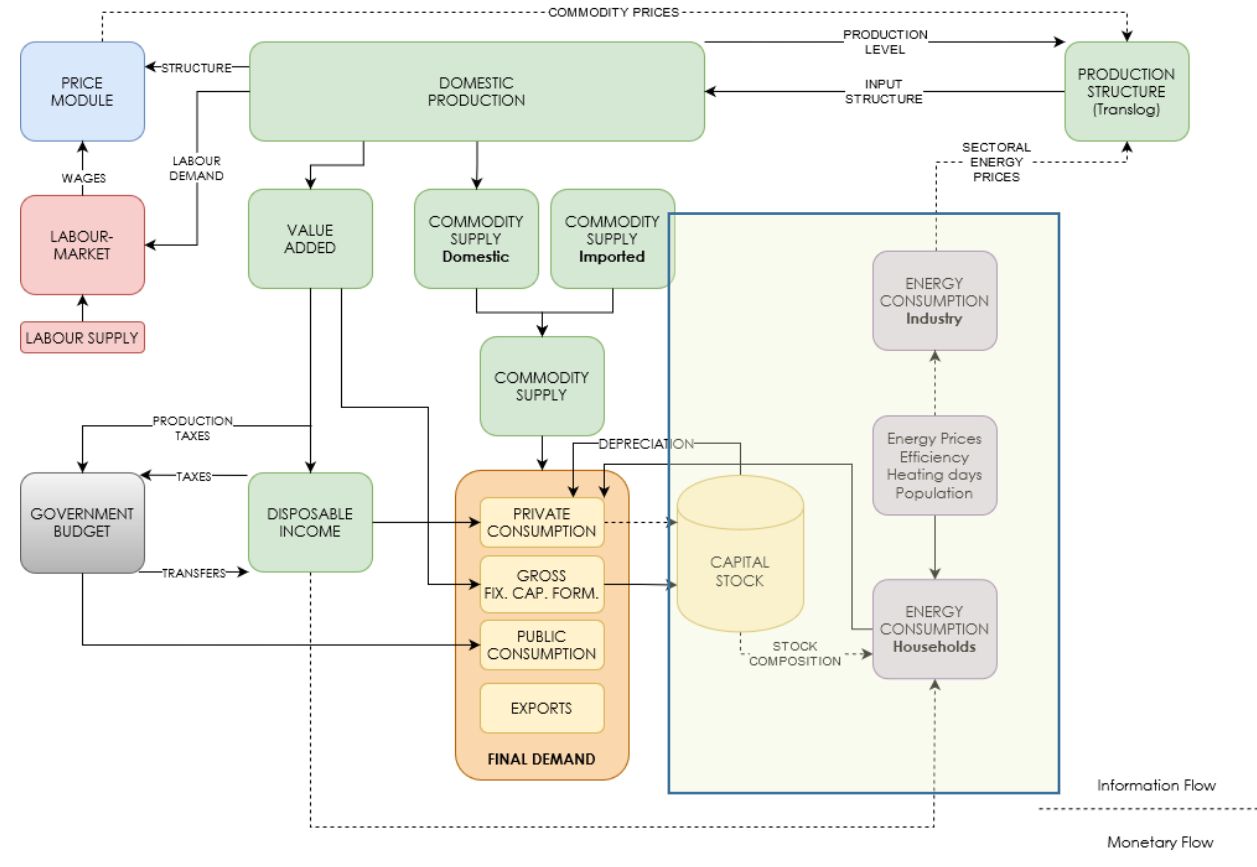 COMMODITY PRICES
PRICE
MODULE
STRUCTURE
DOMESTIC
PRODUCTION
PRODUCTION
LEVEL
INPUT
STRUCTURE
PRODUCTION
STRUCTURE
(Translog)
WAGES
LABOUR
DEMAND
SECTORAL
ENERGY
PRICES
LABOUR-
MARKET
LABOUR SUPPLY
VALUE
ADDED
COMMODITY
SUPPLY
Domestic
COMMODITY
SUPPLY
Imported
ENERGY
CONSUMPTION
Industry
COMMODITY
SUPPLY
PRODUCTION
TAXES
DEPRECIATION
Energy Prices
Efficiency
Heating days
Population
GOVERNMENT
BUDGET
TAXES
TRANSFERS
DISPOSABLE
INCOME
PRIVATE
CONSUMPTION
GROSS
FIX. CAP. FORM.
PUBLIC
CONSUMPTION
EXPORTS
FINAL DEMAND
CAPITAL
STOCK
STOCK
COMPOSITION
ENERGY
CONSUMPTION
Households
Information Flow
Monetary Flow